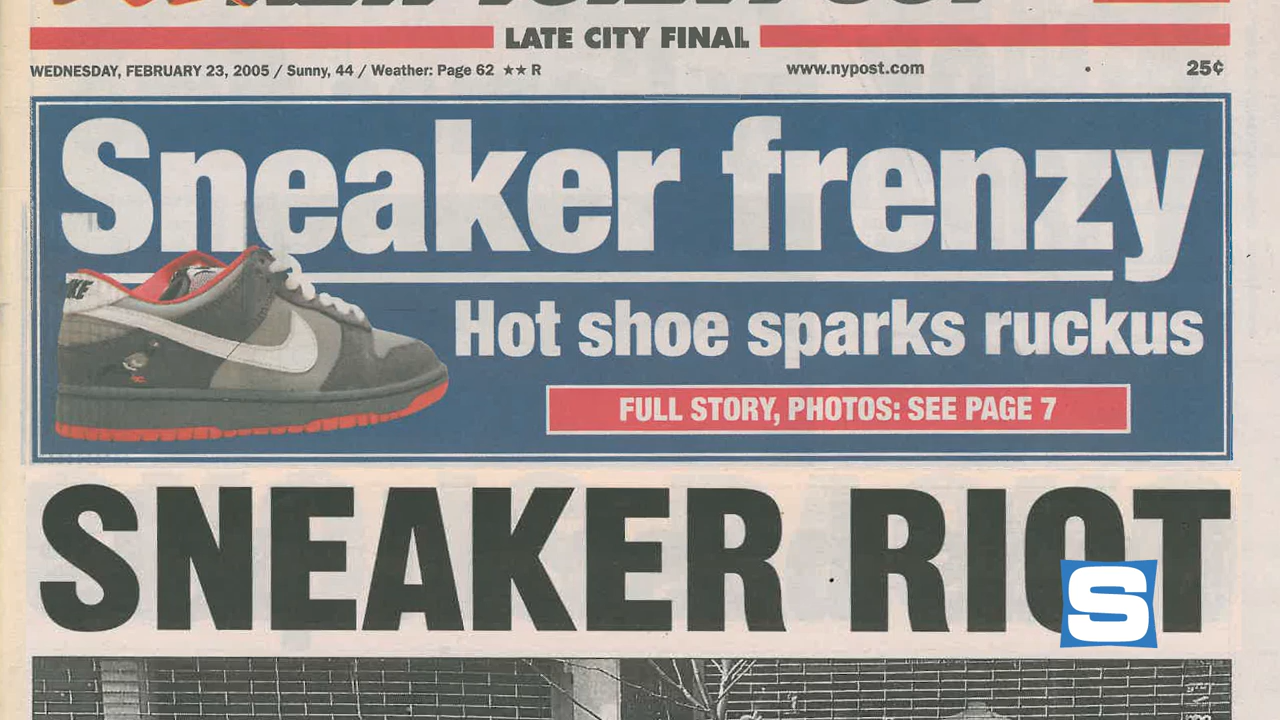 LATE CITY FINAL
WEDNESDAY, FEBRUARY 23, 2005 / Sunny, 44 / Weather: Page 62 ★★ R
www.nypost.com
25¢
Sneaker frenzy
Hot shoe sparks ruckus
FULL STORY, PHOTOS: SEE PAGE 7
SNEAKER RIOT
S